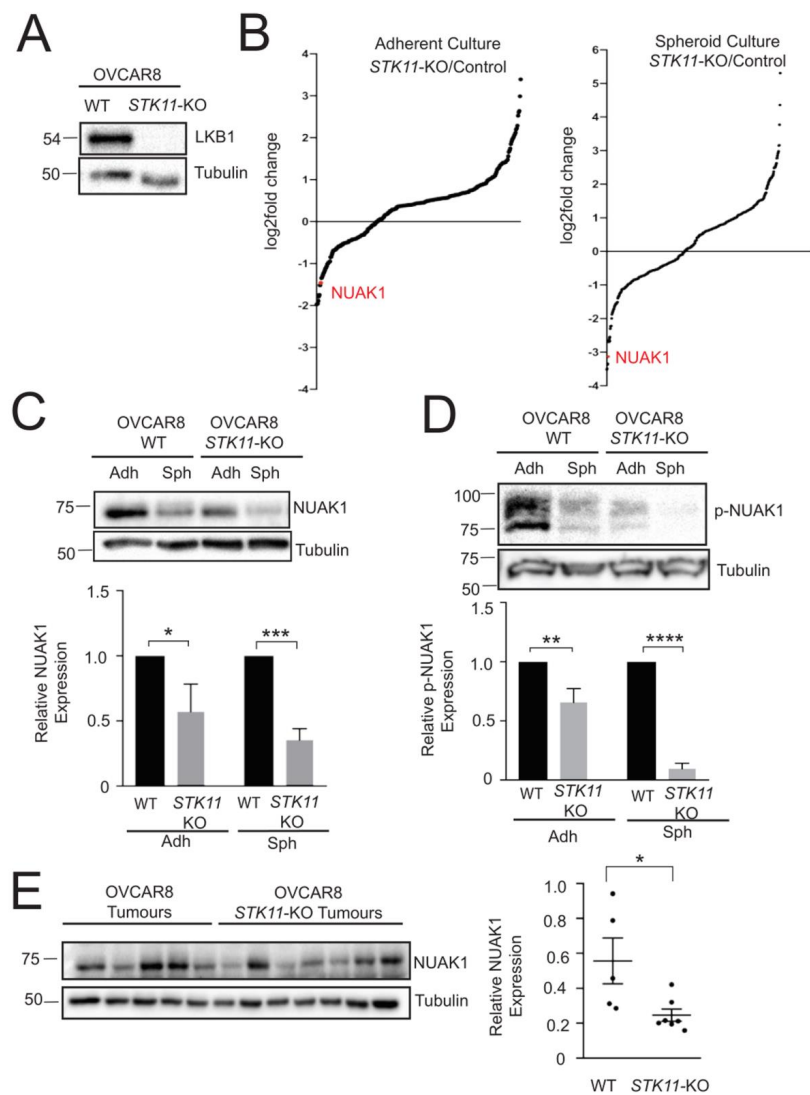 A
OVCAR8
WT STK11-KO
54
LKB1
50
Tubulin
B
Adherent Culture
STK11-KO/Control
log2fold change
4
3
2
1
0
-1
-2
-3
-4
NUAK1
Spheroid Culture
STK11-KO/Control
log2fold change
6
5
4
3
2
1
0
-1
-2
-3
-4
NUAK1
C
OVCAR8
WT
OVCAR8
STK11-KO
Adh Sph Adh Sph
75
NUAK1
50
Tubulin
Relative NUAK1
Expression
1.5
1.0
0.5
0
*
***
WT STK11 KO
WT STK11 KO
Adh
Sph
D
OVCAR8
WT
OVCAR8
STK11-KO
Adh Sph Adh Sph
100
75
p-NUAK1
75
50
Tubulin
Relative p-NUAK1
Expression
1.5
1.0
0.5
0
**
****
WT STK11 KO
WT STK11 KO
Adh
Sph
E
OVCAR8
Tumours
OVCAR8
STK11-KO Tumours
75
NUAK1
50
Tubulin
Relative NUAK1
Expression
1.0
0.8
0.6
0.4
0.2
0
*
WT STK11-KO